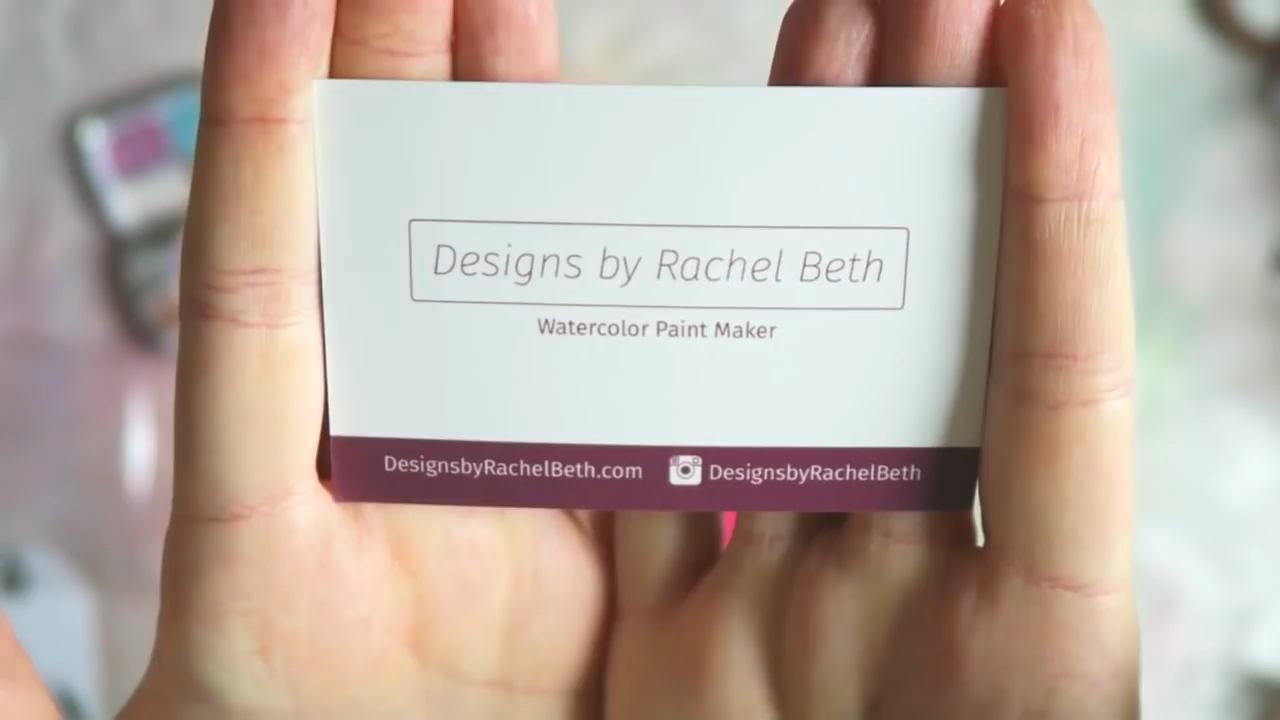 Designs by Rachel Beth
Watercolor Paint Maker
DesignsbyRachelBeth.com DesignsbyRachelBeth